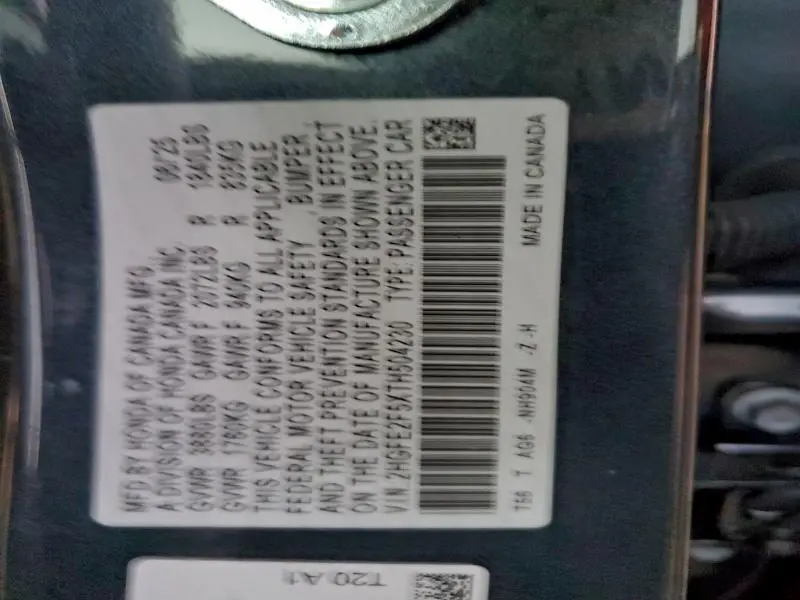 MFD BY HONDA OF CANADA MFG. 08/25
A DIVISION OF HONDA CANADA INC.
GVWR 3880LBS GAWR F 2072LBS R 1840LBS
GVWR 1760KG GAWR F 940KG R 835KG
THIS VEHICLE CONFORMS TO ALL APPLICABLE
FEDERAL MOTOR VEHICLE SAFETY , BUMPER ,
AND THEFT PREVENTION STANDARDS IN EFFECT
ON THE DATE OF MANUFACTURE SHOWN ABOVE.
V.I.N. 2HGFE2F5XTH504230 TYPE: PASSENGER CAR
T56 T AG6 -NH904M -Z -H MADE IN CANADA
T20 A1